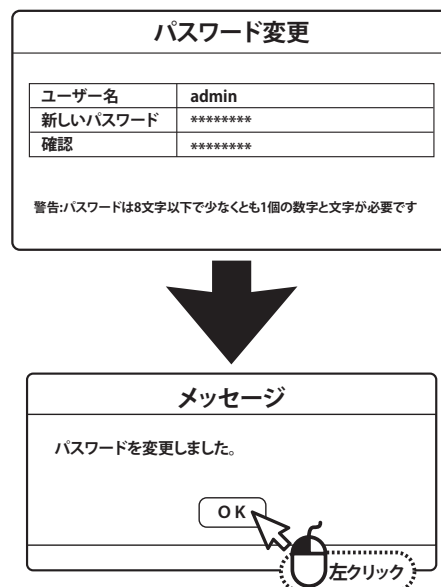 パスワード変更
ユーザー名 admin
新しいパスワード ********
確認 ********
警告:パスワードは8文字以下で少なくとも1個の数字と文字が必要です
メッセージ
パスワードを変更しました。
OK
左クリック